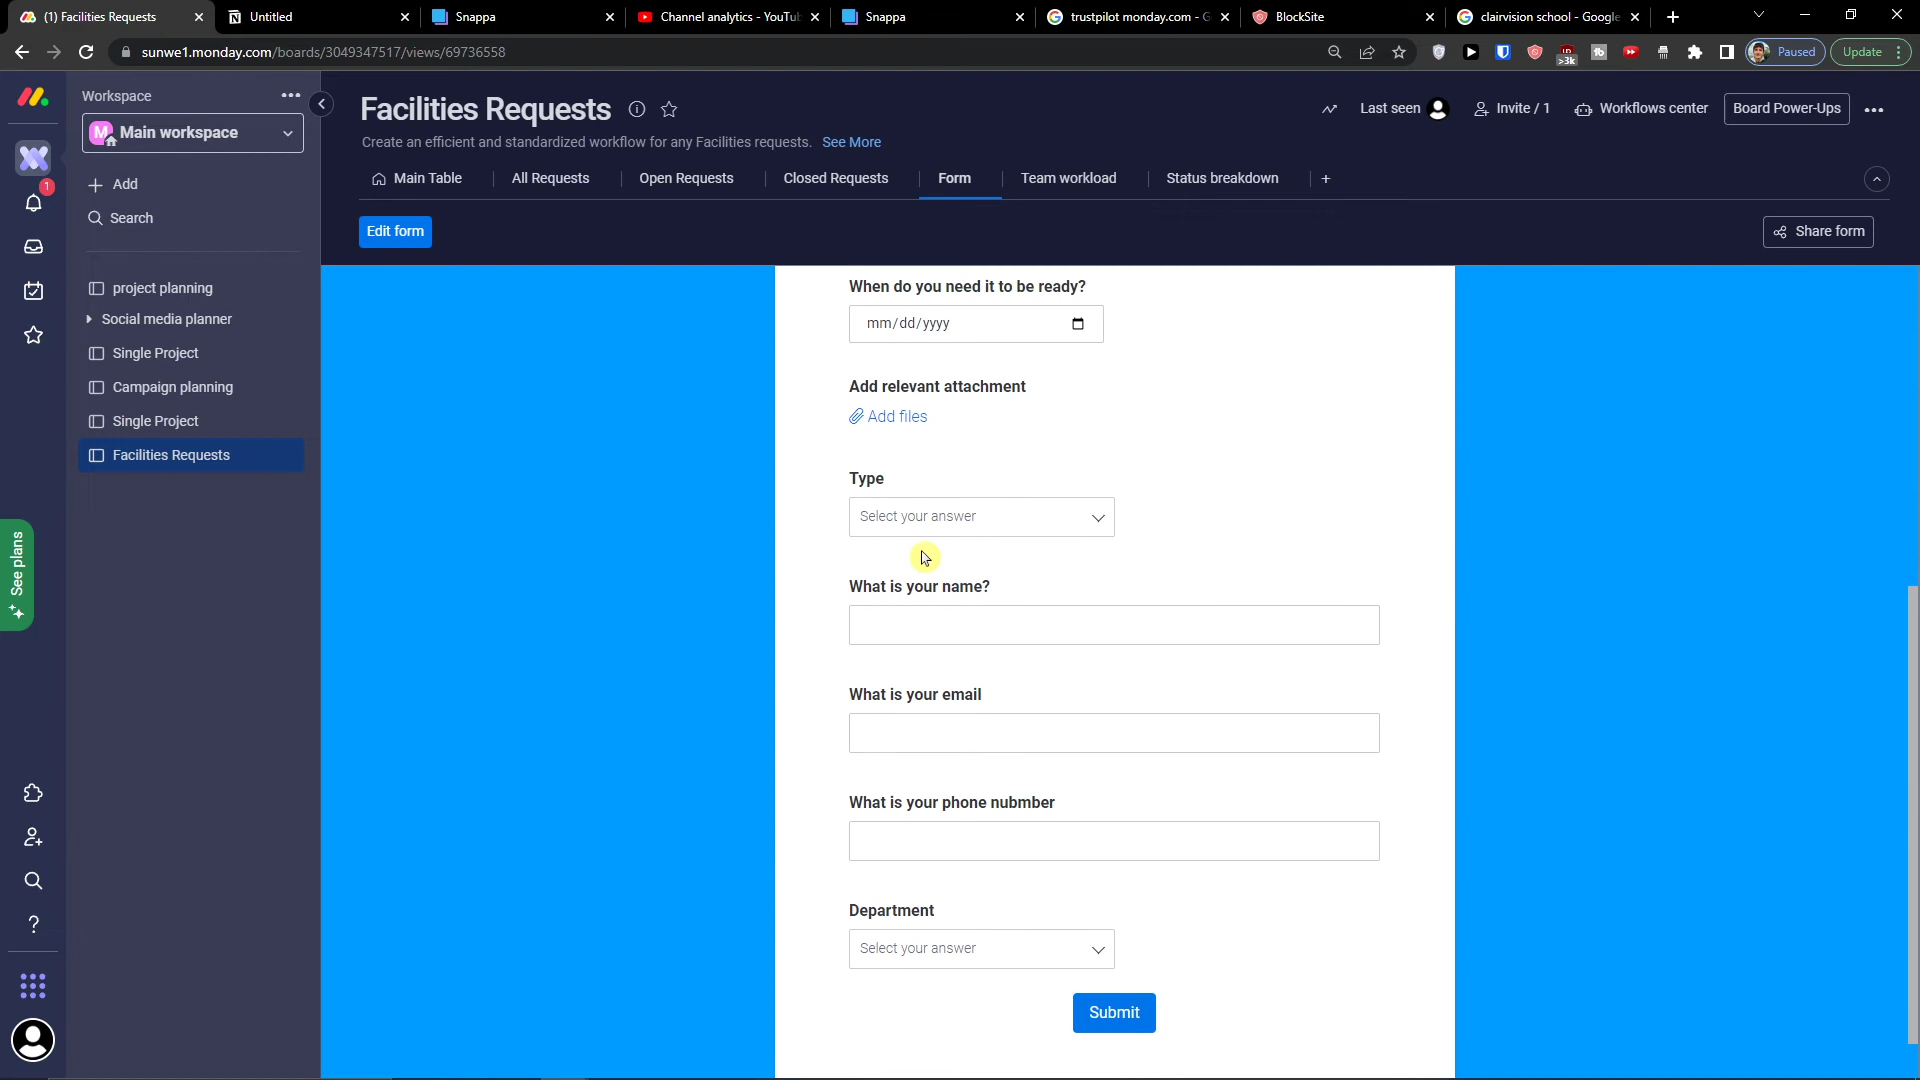 (1) Facilities Requests
Untitled
Snappa
Channel analytics - YouTu
Snappa
trustpilot monday.com - G
BlockSite
clairvision school - Google
sunwe1.monday.com/boards/3049347517/views/69736558
>3k
Paused
Update
Workspace
M
Main workspace
Add
Search
1
project planning
Social media planner
Single Project
Campaign planning
Single Project
Facilities Requests
See plans
Facilities Requests
Last seen
Invite / 1
Workflows center
Board Power-Ups
Create an efficient and standardized workflow for any Facilities requests. See More
Main Table
All Requests
Open Requests
Closed Requests
Form
Team workload
Status breakdown
Edit form
Share form
When do you need it to be ready?
mm/dd/yyyy
Add relevant attachment
Add files
Type
Select your answer
What is your name?
What is your email
What is your phone nubmber
Department
Select your answer
Submit